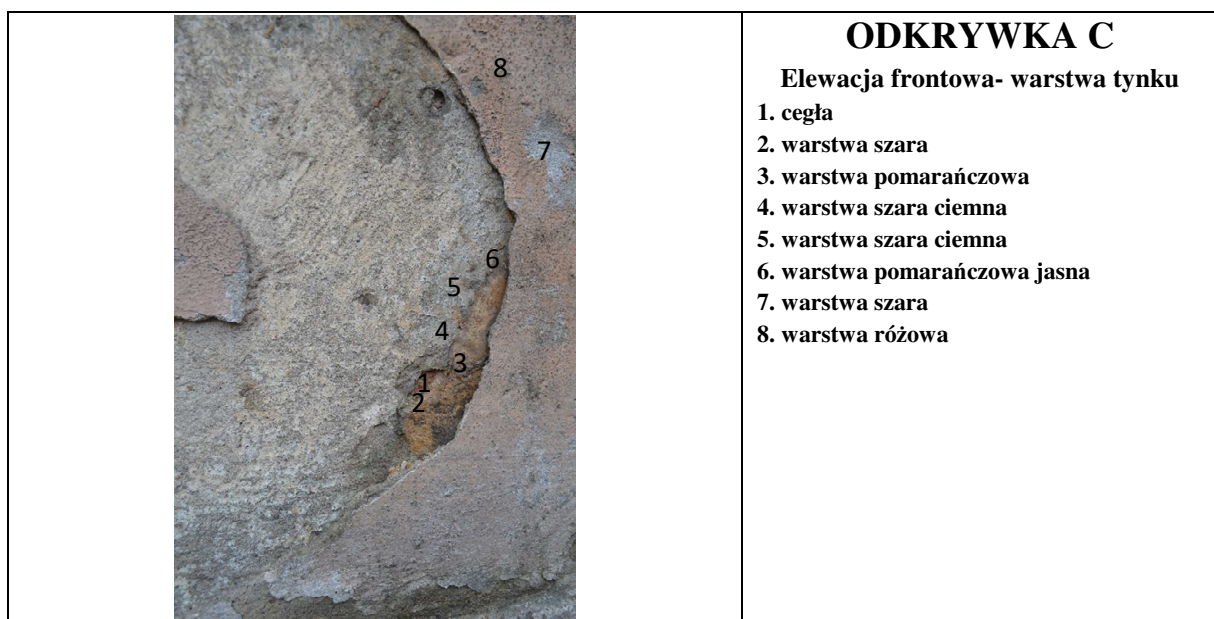 ODKRYWKA C
Elewacja frontowa- warstwa tynku
1. cegła
2. warstwa szara
3. warstwa pomarańczowa
4. warstwa szara ciemna
5. warstwa szara ciemna
6. warstwa pomarańczowa jasna
7. warstwa szara
8. warstwa różowa
8
7
6
5
4
3
1
2